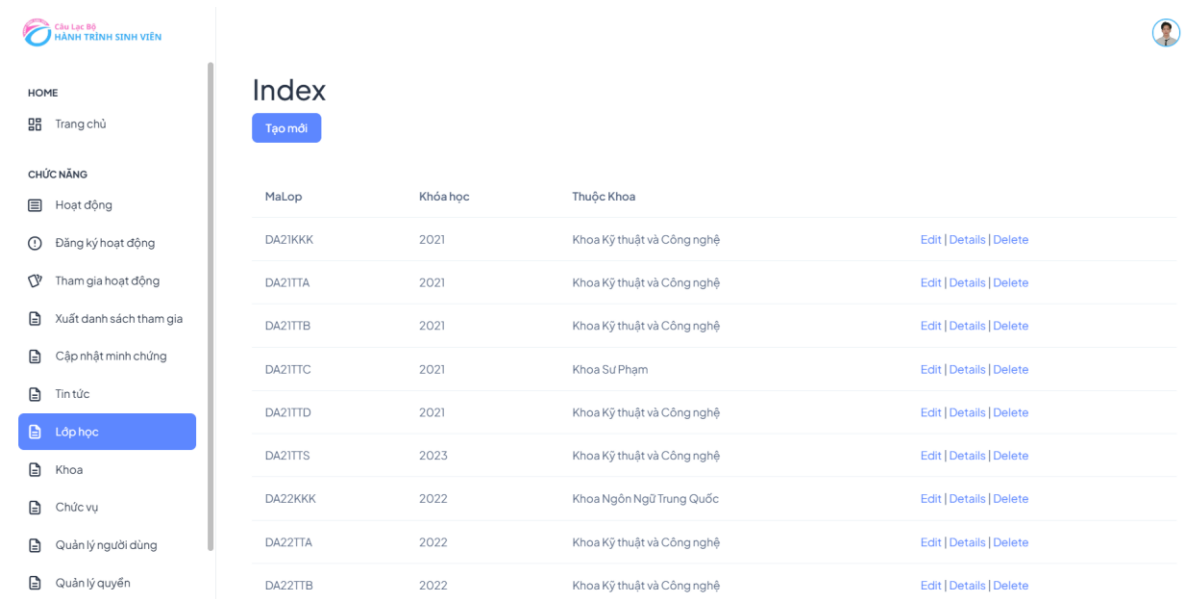 Câu Lạc Bộ
HÀNH TRÌNH SINH VIÊN
HOME
Trang chủ
CHỨC NĂNG
Hoạt động
Đăng ký hoạt động
Tham gia hoạt động
Xuất danh sách tham gia
Cập nhật minh chứng
Tin tức
Lớp học
Khoa
Chức vụ
Quản lý người dùng
Quản lý quyền
Index
Tạo mới
MaLop Khóa học Thuộc Khoa
DA21KKK 2021 Khoa Kỹ thuật và Công nghệ Edit | Details | Delete
DA21TTA 2021 Khoa Kỹ thuật và Công nghệ Edit | Details | Delete
DA21TTB 2021 Khoa Kỹ thuật và Công nghệ Edit | Details | Delete
DA21TTC 2021 Khoa Sư Phạm Edit | Details | Delete
DA21TTD 2021 Khoa Kỹ thuật và Công nghệ Edit | Details | Delete
DA21TTS 2023 Khoa Kỹ thuật và Công nghệ Edit | Details | Delete
DA22KKK 2022 Khoa Ngôn Ngữ Trung Quốc Edit | Details | Delete
DA22TTA 2022 Khoa Kỹ thuật và Công nghệ Edit | Details | Delete
DA22TTB 2022 Khoa Kỹ thuật và Công nghệ Edit | Details | Delete